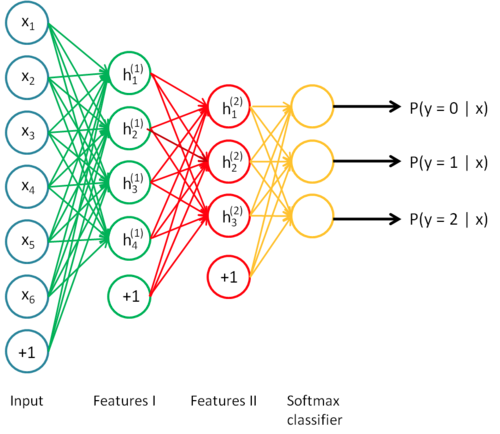 x₁
x₂
x₃
x₄
x₅
x₆
+1
h₁⁽¹⁾
h₂⁽¹⁾
h₃⁽¹⁾
h₄⁽¹⁾
+1
h₁⁽²⁾
h₂⁽²⁾
h₃⁽²⁾
+1
P(y = 0 | x)
P(y = 1 | x)
P(y = 2 | x)
Input
Features I
Features II
Softmax
classifier